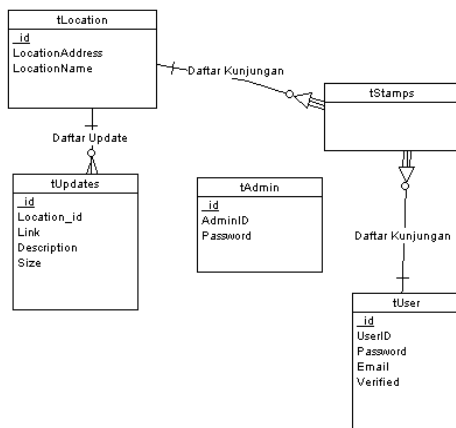 tLocation
_id
LocationAddress
LocationName
Daftar Kunjungan
tStamps
Daftar Update
tUpdates
_id
Location_id
Link
Description
Size
tAdmin
_id
AdminID
Password
Daftar Kunjungan
tUser
_id
UserID
Password
Email
Verified